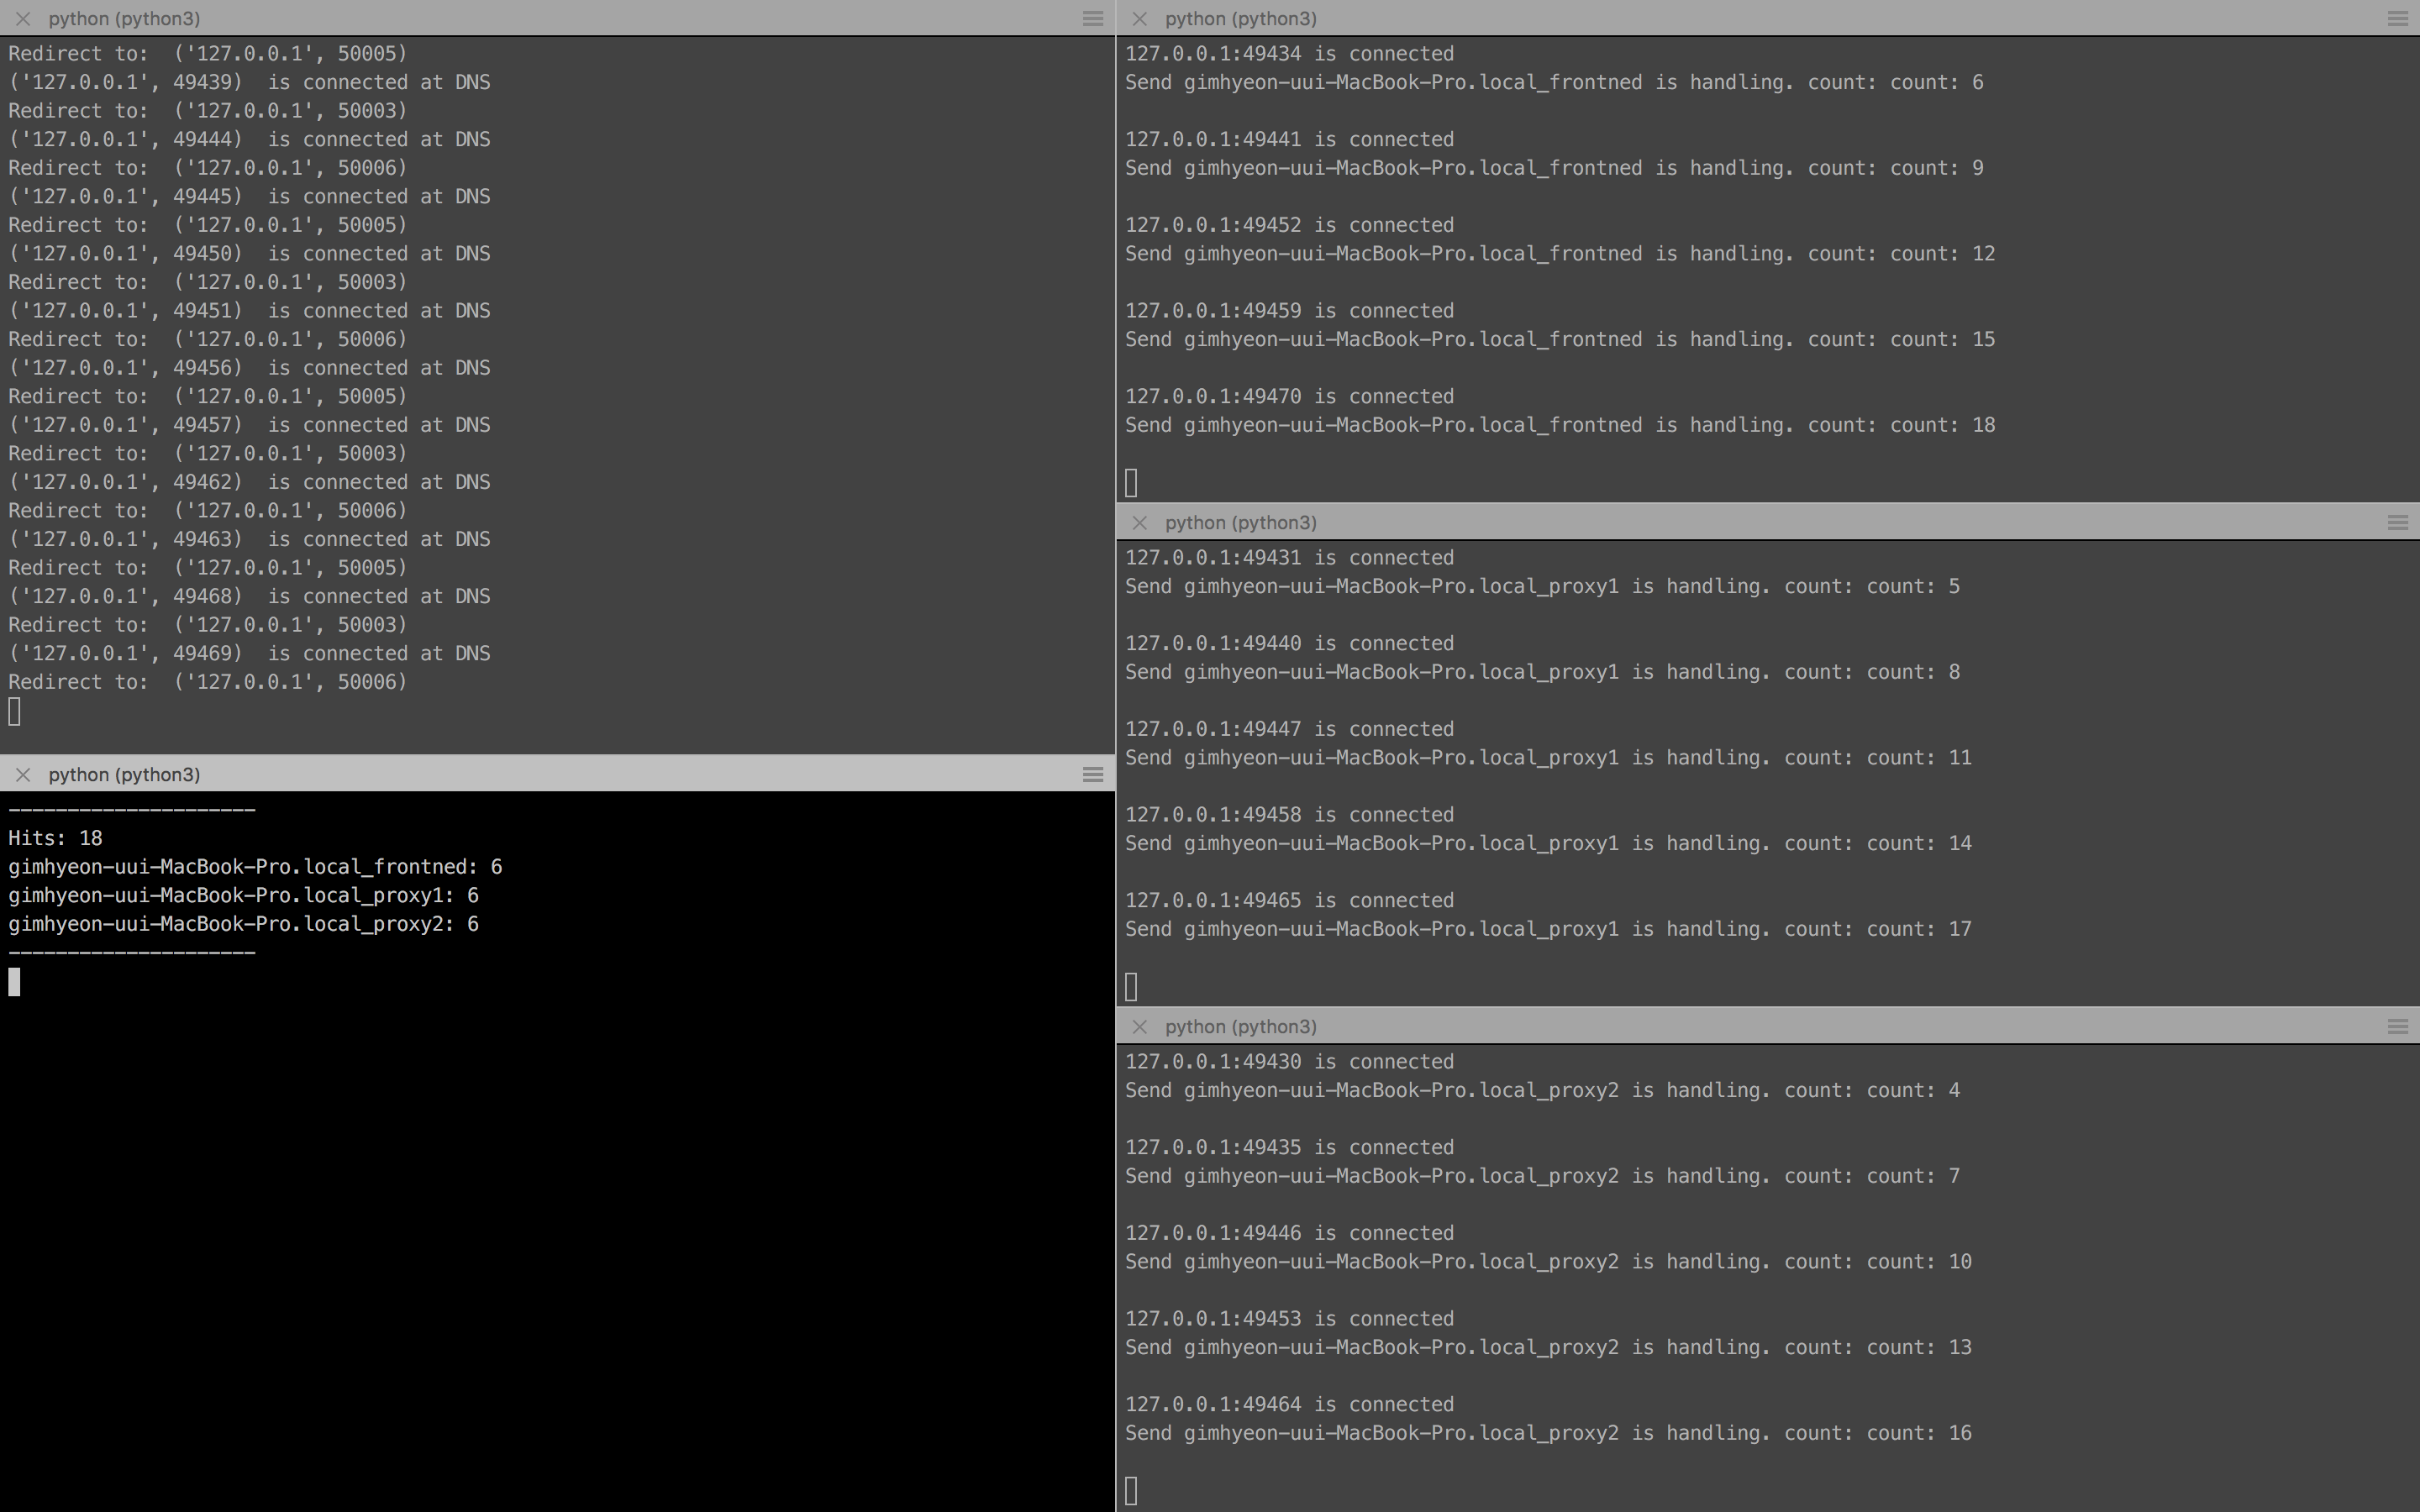 python (python3)
Redirect to:  ('127.0.0.1', 50005)
('127.0.0.1', 49439)  is connected at DNS
Redirect to:  ('127.0.0.1', 50003)
('127.0.0.1', 49444)  is connected at DNS
Redirect to:  ('127.0.0.1', 50006)
('127.0.0.1', 49445)  is connected at DNS
Redirect to:  ('127.0.0.1', 50005)
('127.0.0.1', 49450)  is connected at DNS
Redirect to:  ('127.0.0.1', 50003)
('127.0.0.1', 49451)  is connected at DNS
Redirect to:  ('127.0.0.1', 50006)
('127.0.0.1', 49456)  is connected at DNS
Redirect to:  ('127.0.0.1', 50005)
('127.0.0.1', 49457)  is connected at DNS
Redirect to:  ('127.0.0.1', 50003)
('127.0.0.1', 49462)  is connected at DNS
Redirect to:  ('127.0.0.1', 50006)
('127.0.0.1', 49463)  is connected at DNS
Redirect to:  ('127.0.0.1', 50005)
('127.0.0.1', 49468)  is connected at DNS
Redirect to:  ('127.0.0.1', 50003)
('127.0.0.1', 49469)  is connected at DNS
Redirect to:  ('127.0.0.1', 50006)
python (python3)
---------------------
Hits: 18
gimhyeon-uui-MacBook-Pro.local_frontned: 6
gimhyeon-uui-MacBook-Pro.local_proxy1: 6
gimhyeon-uui-MacBook-Pro.local_proxy2: 6
---------------------
python (python3)
127.0.0.1:49434 is connected
Send gimhyeon-uui-MacBook-Pro.local_frontned is handling. count: count: 6
127.0.0.1:49441 is connected
Send gimhyeon-uui-MacBook-Pro.local_frontned is handling. count: count: 9
127.0.0.1:49452 is connected
Send gimhyeon-uui-MacBook-Pro.local_frontned is handling. count: count: 12
127.0.0.1:49459 is connected
Send gimhyeon-uui-MacBook-Pro.local_frontned is handling. count: count: 15
127.0.0.1:49470 is connected
Send gimhyeon-uui-MacBook-Pro.local_frontned is handling. count: count: 18
python (python3)
127.0.0.1:49431 is connected
Send gimhyeon-uui-MacBook-Pro.local_proxy1 is handling. count: count: 5
127.0.0.1:49440 is connected
Send gimhyeon-uui-MacBook-Pro.local_proxy1 is handling. count: count: 8
127.0.0.1:49447 is connected
Send gimhyeon-uui-MacBook-Pro.local_proxy1 is handling. count: count: 11
127.0.0.1:49458 is connected
Send gimhyeon-uui-MacBook-Pro.local_proxy1 is handling. count: count: 14
127.0.0.1:49465 is connected
Send gimhyeon-uui-MacBook-Pro.local_proxy1 is handling. count: count: 17
python (python3)
127.0.0.1:49430 is connected
Send gimhyeon-uui-MacBook-Pro.local_proxy2 is handling. count: count: 4
127.0.0.1:49435 is connected
Send gimhyeon-uui-MacBook-Pro.local_proxy2 is handling. count: count: 7
127.0.0.1:49446 is connected
Send gimhyeon-uui-MacBook-Pro.local_proxy2 is handling. count: count: 10
127.0.0.1:49453 is connected
Send gimhyeon-uui-MacBook-Pro.local_proxy2 is handling. count: count: 13
127.0.0.1:49464 is connected
Send gimhyeon-uui-MacBook-Pro.local_proxy2 is handling. count: count: 16